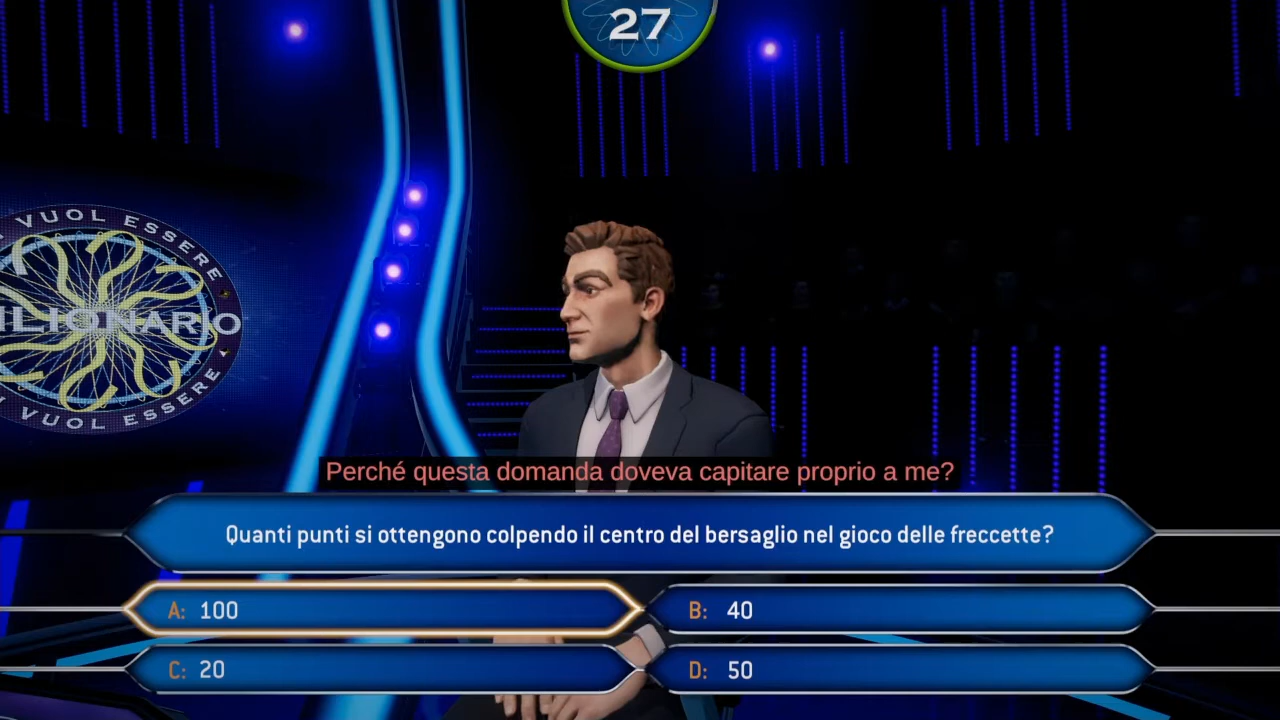 27
VUOL ESSERE
ILIONARIO
VUOL ESSERE
Perché questa domanda doveva capitare proprio a me?
Quanti punti si ottengono colpendo il centro del bersaglio nel gioco delle freccette?
A: 100
B: 40
C: 20
D: 50